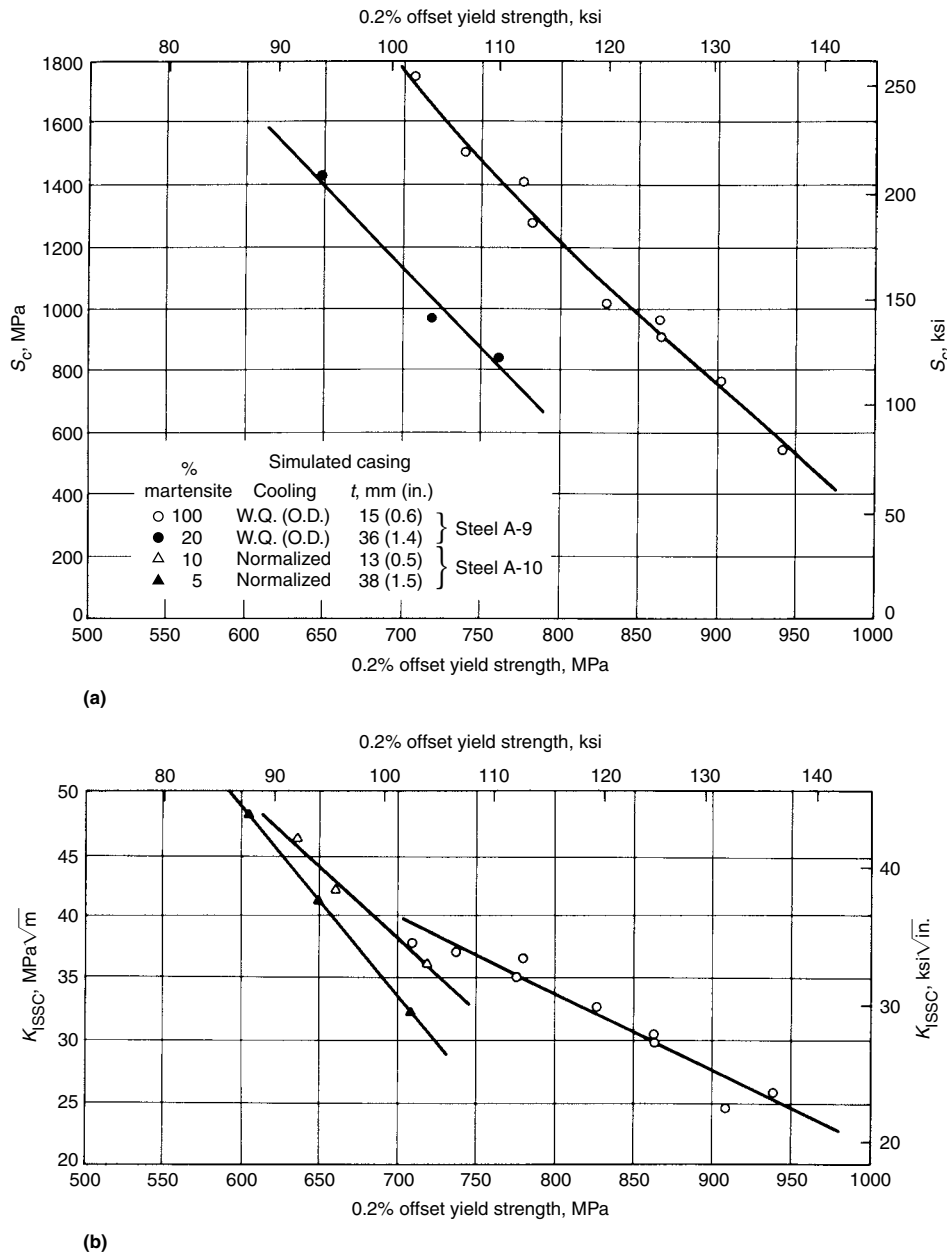 0.2% offset yield strength, ksi
80 90 100 110 120 130 140
1800
1600
1400
1200
1000
800
600
400
200
0
S_c, MPa
250
200
150
100
50
0
S_c, ksi
% Simulated casing
martensite Cooling t, mm (in.)
○ 100 W.Q. (O.D.) 15 (0.6)
● 20 W.Q. (O.D.) 36 (1.4)
} Steel A-9
△ 10 Normalized 13 (0.5)
▲ 5 Normalized 38 (1.5)
} Steel A-10
500 600 650 700 750 800 850 900 950 1000
0.2% offset yield strength, MPa
(a)
0.2% offset yield strength, ksi
80 90 100 110 120 130 140
50
45
40
35
30
25
20
K_ISSC, MPa√m
40
30
20
K_ISSC, ksi√in.
500 600 650 700 750 800 850 900 950 1000
0.2% offset yield strength, MPa
(b)